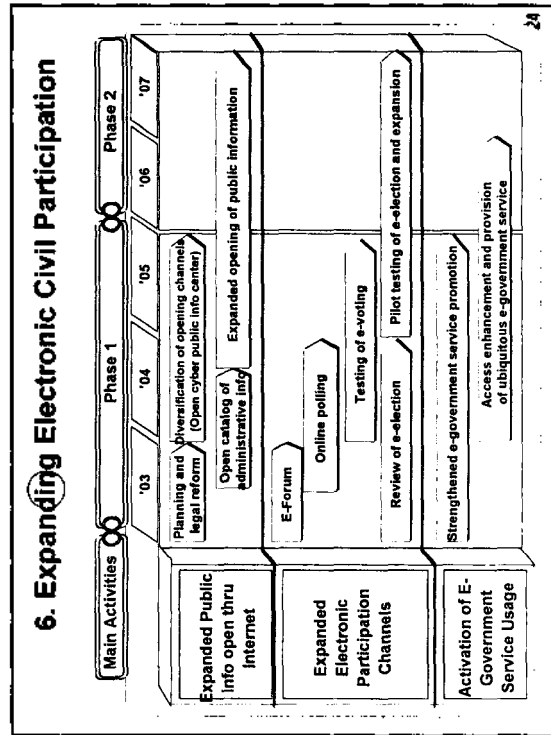 6. Expanding Electronic Civil Participation
Main Activities
Phase 1
Phase 2
'03
'04
'05
'06
'07
Expanded Public
Info open thru
Internet
Planning and
legal reform
Diversification of opening channels
(Open cyber public info center)
Open catalog of
administrative info
Expanded opening of public information
Expanded
Electronic
Participation
Channels
E-Forum
Online polling
Testing of e-voting
Review of e-election
Pilot testing of e-election and expansion
Activation of E-
Government
Service Usage
Strengthened e-government service promotion
Access enhancement and provision
of ubiquitous e-government service
24